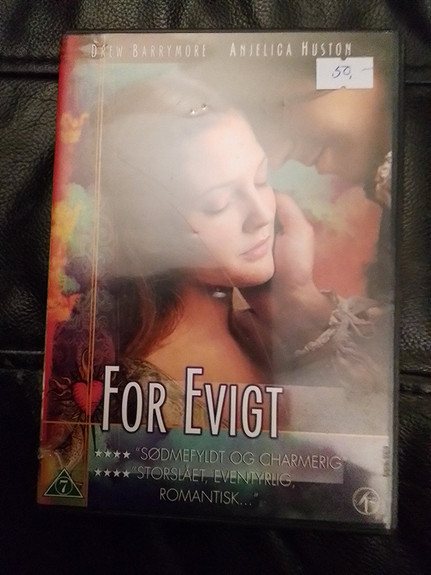 DREW BARRYMORE ANJELICA HUSTON
50,-
FOR EVIGT
★★★★ "SØDMEFYLDT OG CHARMERIG"
★★★★ "STORSLÅET, EVENTYRLIG,
ROMANTISK..."
7